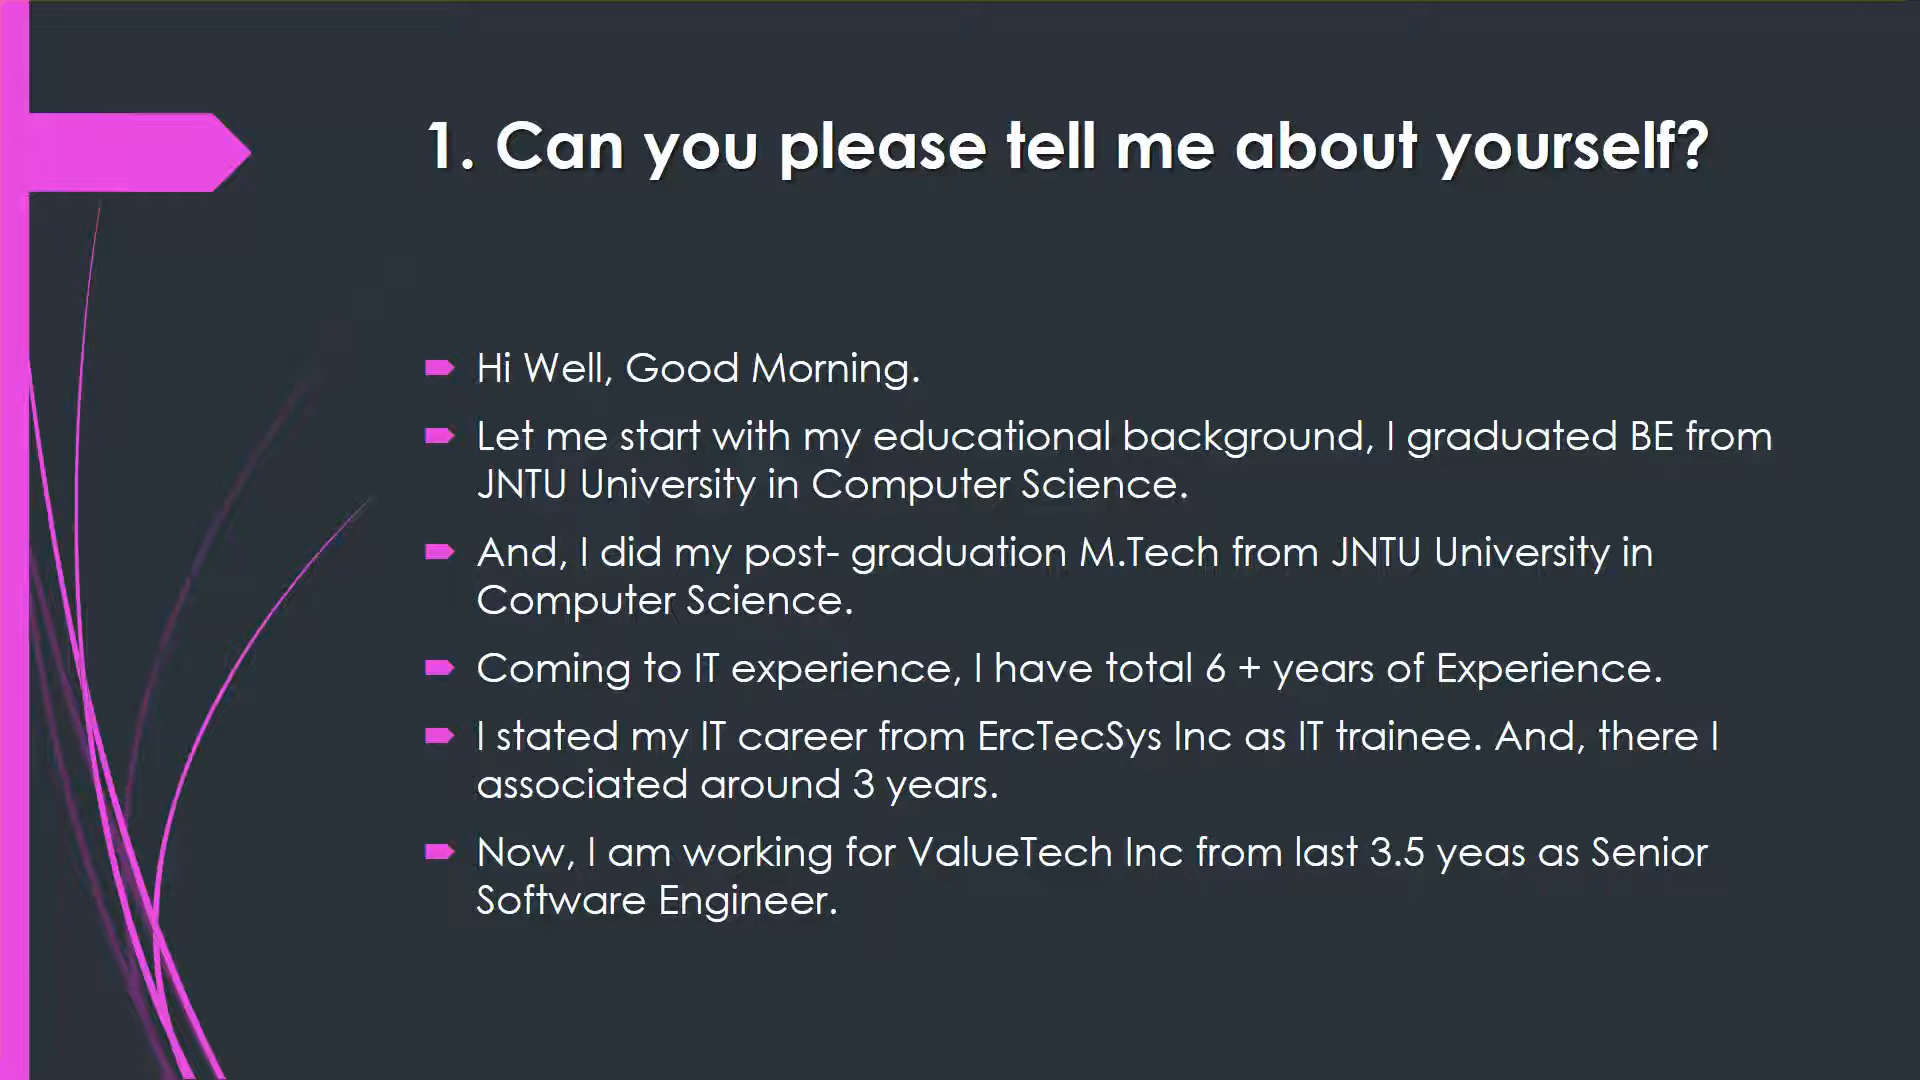 1. Can you please tell me about yourself?
Hi Well, Good Morning.
Let me start with my educational background, I graduated BE from
JNTU University in Computer Science.
And, I did my post- graduation M.Tech from JNTU University in
Computer Science.
Coming to IT experience, I have total 6 + years of Experience.
I stated my IT career from ErcTecSys Inc as IT trainee. And, there I
associated around 3 years.
Now, I am working for ValueTech Inc from last 3.5 yeas as Senior
Software Engineer.